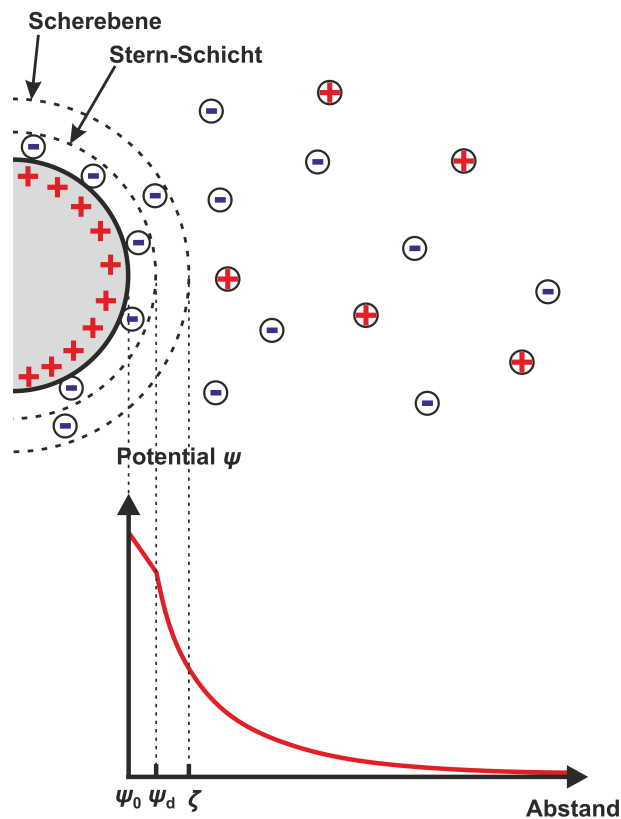 Scherebene
Stern-Schicht
Potential ψ
ψ₀ ψd ζ
Abstand